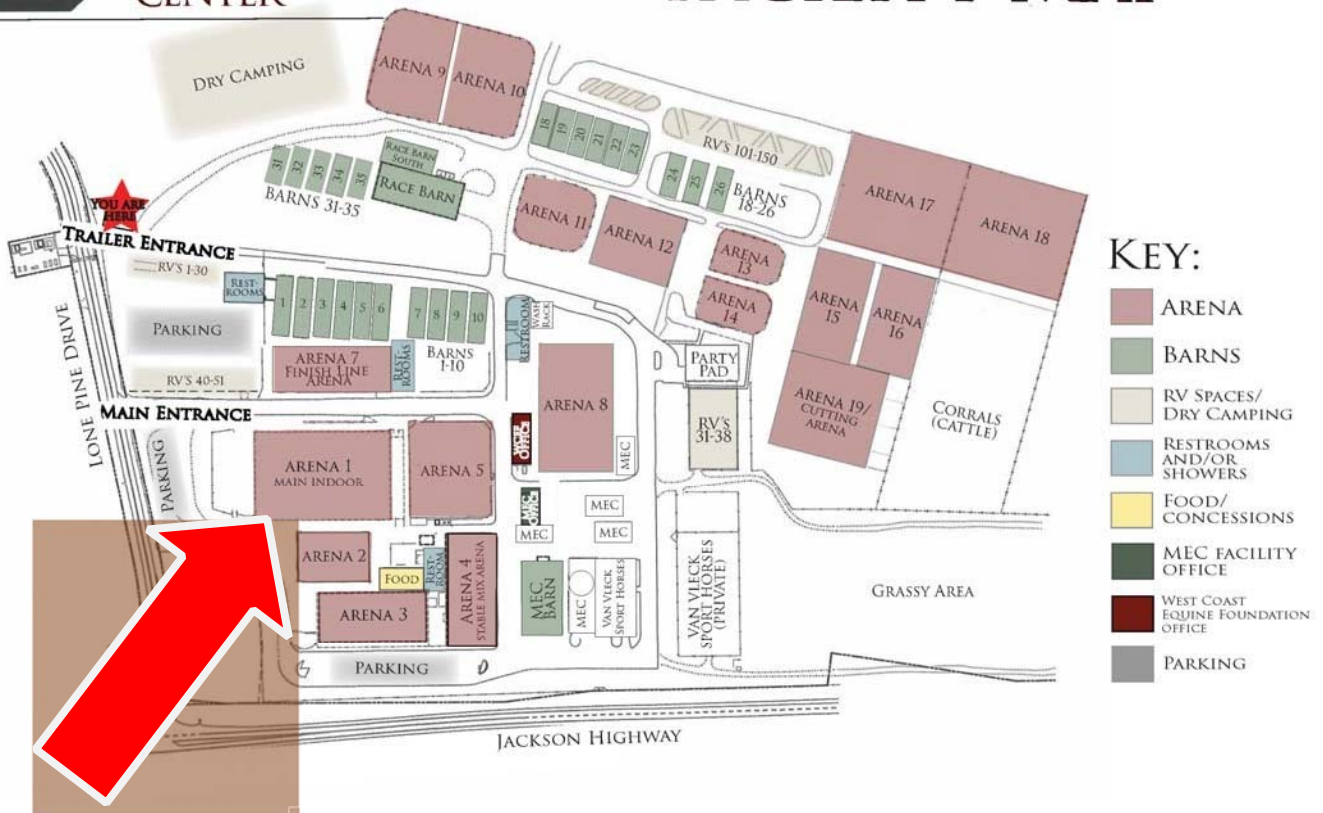 CENTER
DRY CAMPING
ARENA 9
ARENA 10
18
19
20
21
22
23
RV'S 101-150
24
25
26
BARNS
18-26
ARENA 17
ARENA 18
31
32
33
34
35
RACE BARN
SOUTH
RACE BARN
BARNS 31-35
ARENA 11
ARENA 12
ARENA
13
ARENA
14
ARENA
15
ARENA
16
YOU ARE
HERE
TRAILER ENTRANCE
RV'S 1-30
REST-
ROOMS
1
2
3
4
5
6
7
8
9
10
RESTROOM
WASH
RACK
PARKING
ARENA 7
FINISH LINE
ARENA
REST-
ROOMS
BARNS
1-10
PARTY
PAD
LONE PINE DRIVE
RV'S 40-51
ARENA 8
RV'S
31-38
ARENA 19/
CUTTING
ARENA
CORRALS
(CATTLE)
MAIN ENTRANCE
PARKING
ARENA 1
MAIN INDOOR
ARENA 5
WCEF
OFFICE
MEC
MEC
OFFICE
MEC
MEC
MEC
ARENA 2
FOOD
REST-
ROOM
ARENA 4
STABLE MIX ARENA
MEC
BARN
MEC
VAN VLECK
SPORT HORSES
VAN VLECK
SPORT HORSES
(PRIVATE)
GRASSY AREA
ARENA 3
PARKING
JACKSON HIGHWAY
KEY:
ARENA
BARNS
RV SPACES/
DRY CAMPING
RESTROOMS
AND/OR
SHOWERS
FOOD/
CONCESSIONS
MEC FACILITY
OFFICE
WEST COAST
EQUINE FOUNDATION
OFFICE
PARKING